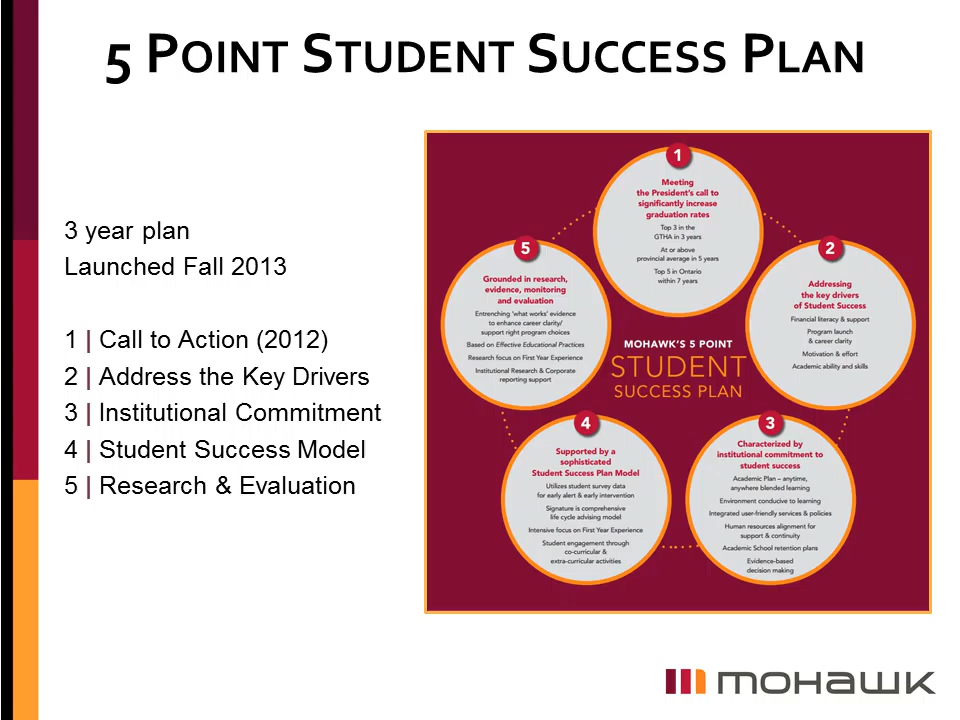 5 POINT STUDENT SUCCESS PLAN
3 year plan
Launched Fall 2013
1 | Call to Action (2012)
2 | Address the Key Drivers
3 | Institutional Commitment
4 | Student Success Model
5 | Research & Evaluation
1
Meeting
the President's call to
significantly increase
graduation rates
Top 3 in the
GTHA in 3 years
At or above
provincial average in 5 years
Top 5 in Ontario
within 7 years
2
Addressing
the key drivers
of Student Success
Financial literacy & support
Program launch
& career clarity
Motivation & effort
Academic ability and skills
3
Characterized by
institutional commitment to
student success
Academic Plan – anytime,
anywhere blended learning
Environment conducive to learning
Integrated user-friendly services & policies
Human resources alignment for
support & continuity
Academic School retention plans
Evidence-based
decision making
4
Supported by a
sophisticated
Student Success Plan Model
Utilizes student survey data
for early alert & early intervention
Signature is comprehensive
life cycle advising model
Intensive focus on First Year Experience
Student engagement through
co-curricular &
extra-curricular activities
5
Grounded in research,
evidence, monitoring
and evaluation
Entrenching 'what works' evidence
to enhance career clarity/
support right program choices
Based on Effective Educational Practices
Research focus on First Year Experience
Institutional Research & Corporate
reporting support
MOHAWK'S 5 POINT
STUDENT
SUCCESS PLAN
mohawk